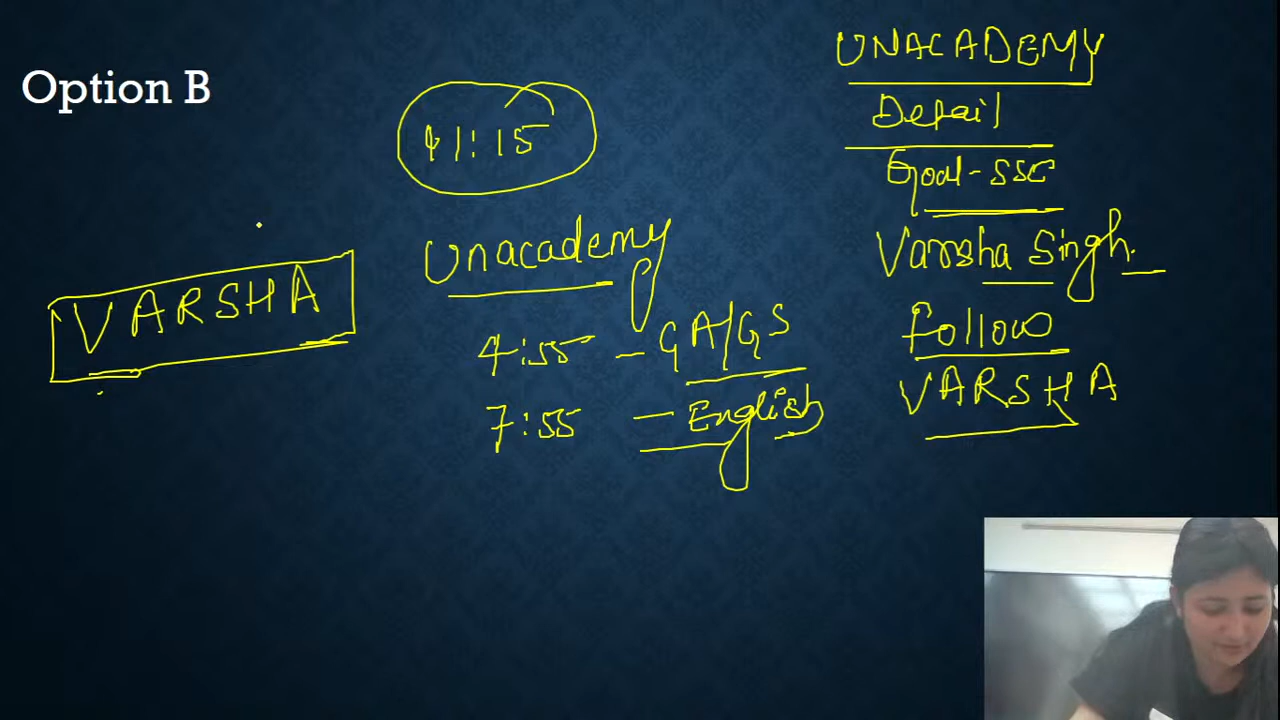 Option B
41:15
VARSHA
Unacademy
4:55 - GA/GS
7:55 - English
UNACADEMY
Detail
Goal - SSC
Varsha Singh.
follow
VARSHA